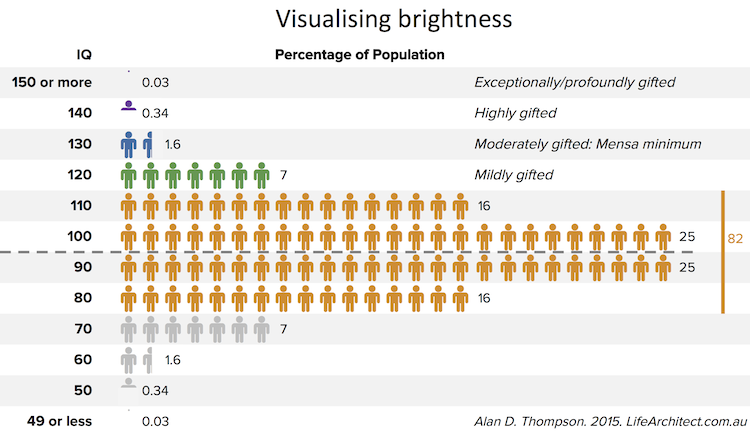 Visualising brightness
IQ Percentage of Population
150 or more 0.03 Exceptionally/profoundly gifted
140 0.34 Highly gifted
130 1.6 Moderately gifted: Mensa minimum
120 7 Mildly gifted
110 16
100 25 82
90 25
80 16
70 7
60 1.6
50 0.34
49 or less 0.03 Alan D. Thompson. 2015. LifeArchitect.com.au